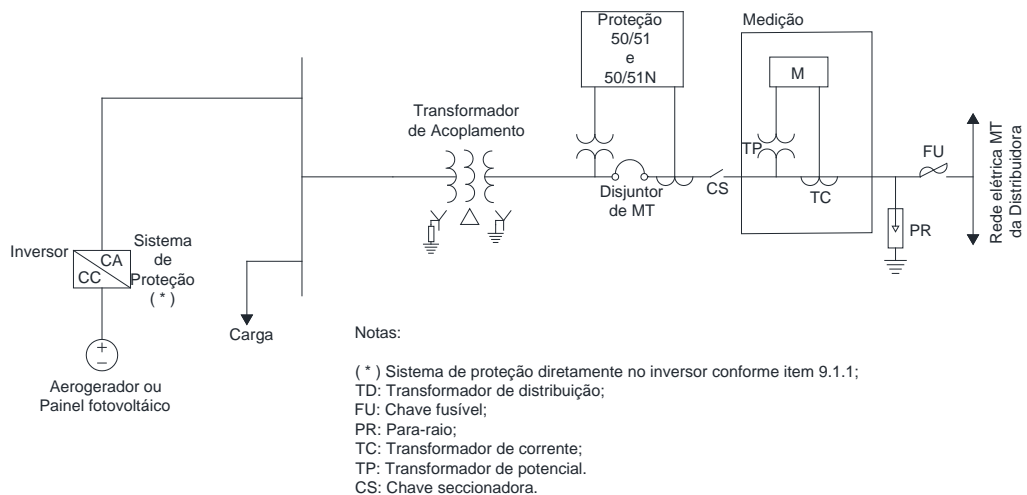 Proteção
50/51
e
50/51N
Medição
M
Transformador
de Acoplamento
TP
FU
Disjuntor
de MT
CS
TC
PR
Rede elétrica MT
da Distribuidora
Inversor
CA
CC
Sistema
de
Proteção
( * )
Carga
+
−
Aerogerador ou
Painel fotovoltáico
Notas:
( * ) Sistema de proteção diretamente no inversor conforme item 9.1.1;
TD: Transformador de distribuição;
FU: Chave fusível;
PR: Para-raio;
TC: Transformador de corrente;
TP: Transformador de potencial.
CS: Chave seccionadora.